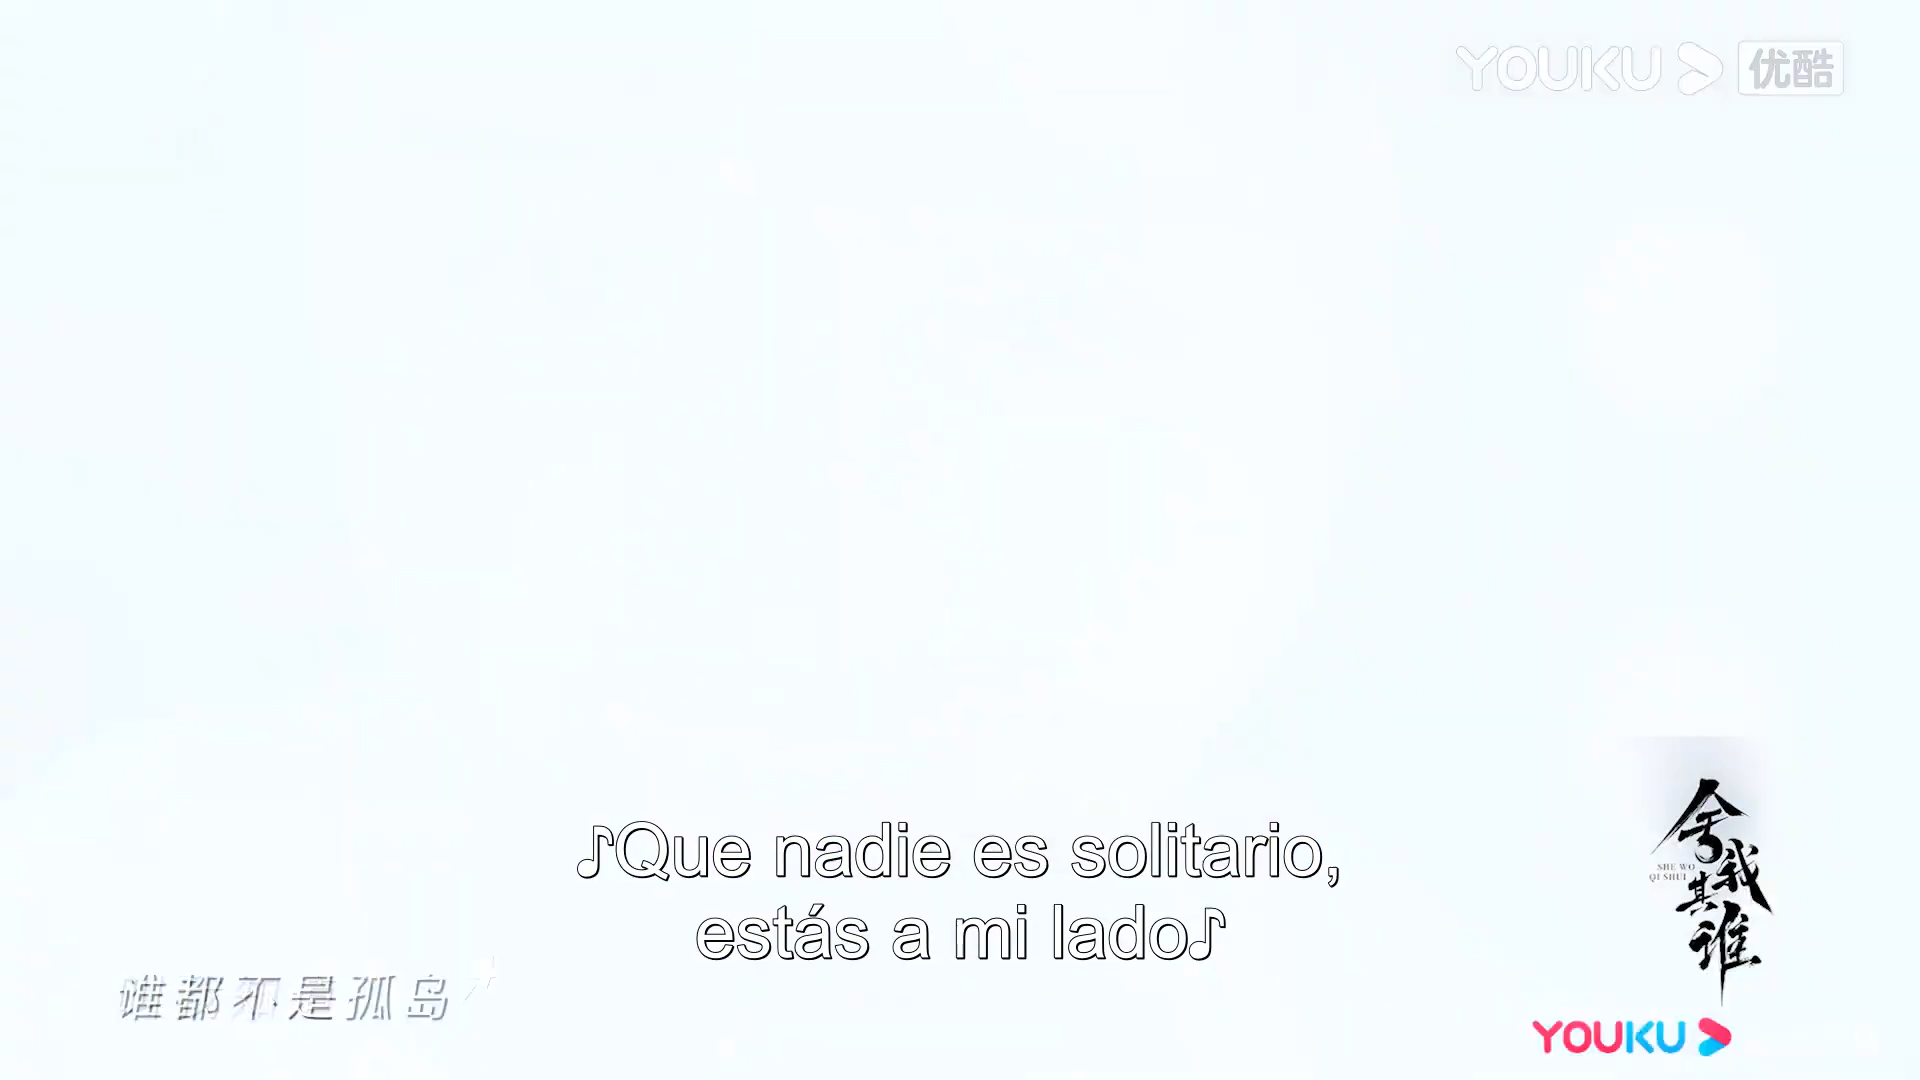 YOUKU 优酷
♪Que nadie es solitario,
estás a mi lado♪
谁都不是孤岛
舍我其谁
SHE WO
QI SHUI
YOUKU